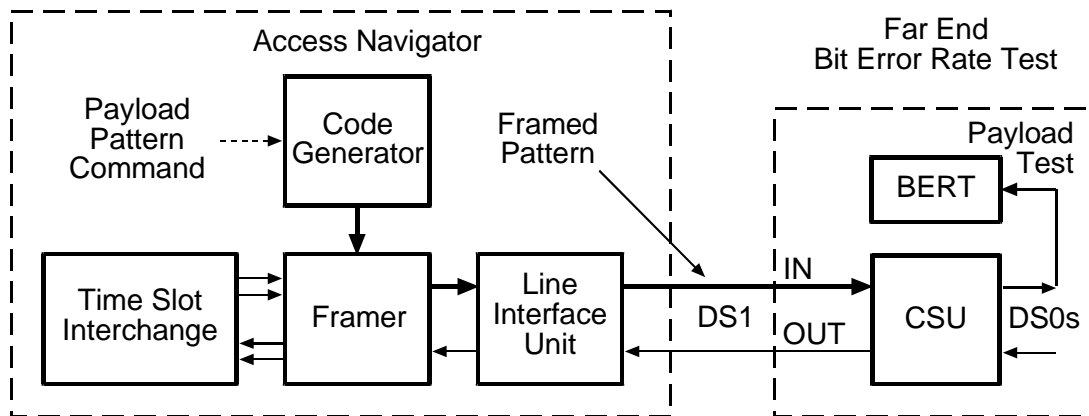 Access Navigator
Far End
Bit Error Rate Test
Payload
Pattern
Command
Code
Generator
Framed
Pattern
Payload
Test
BERT
Time Slot
Interchange
Framer
Line
Interface
Unit
DS1
IN
OUT
CSU
DS0s